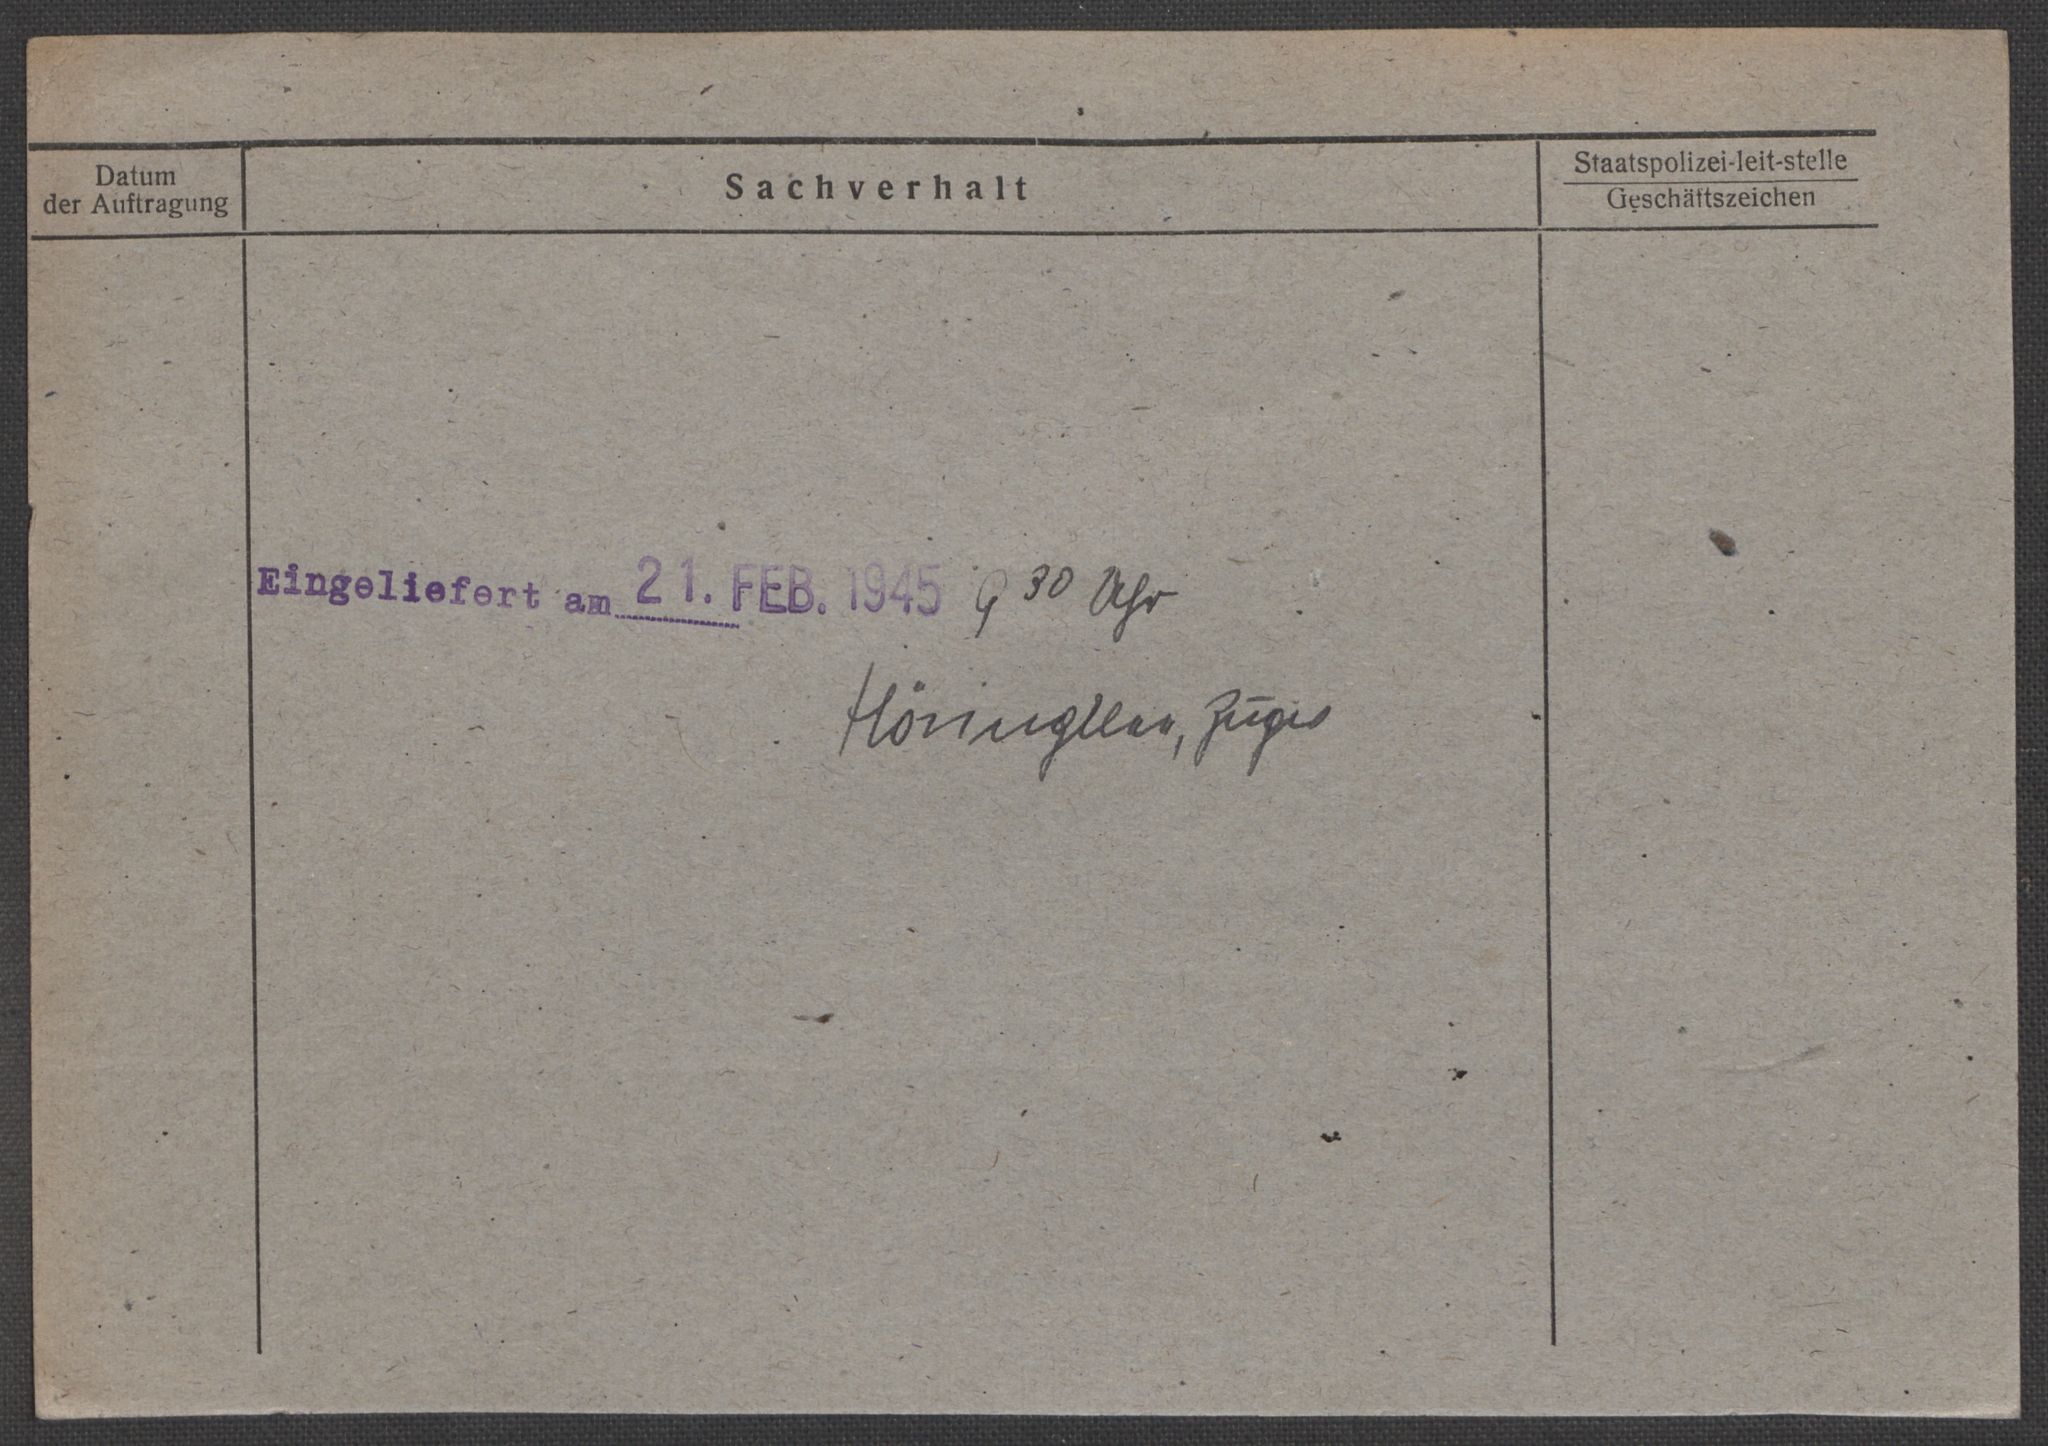 Datum
der Auftragung
Sachverhalt
Staatspolizei-leit-stelle
Geschäftszeichen
Eingeliefert am 21. FEB. 1945 9 30 Uhr